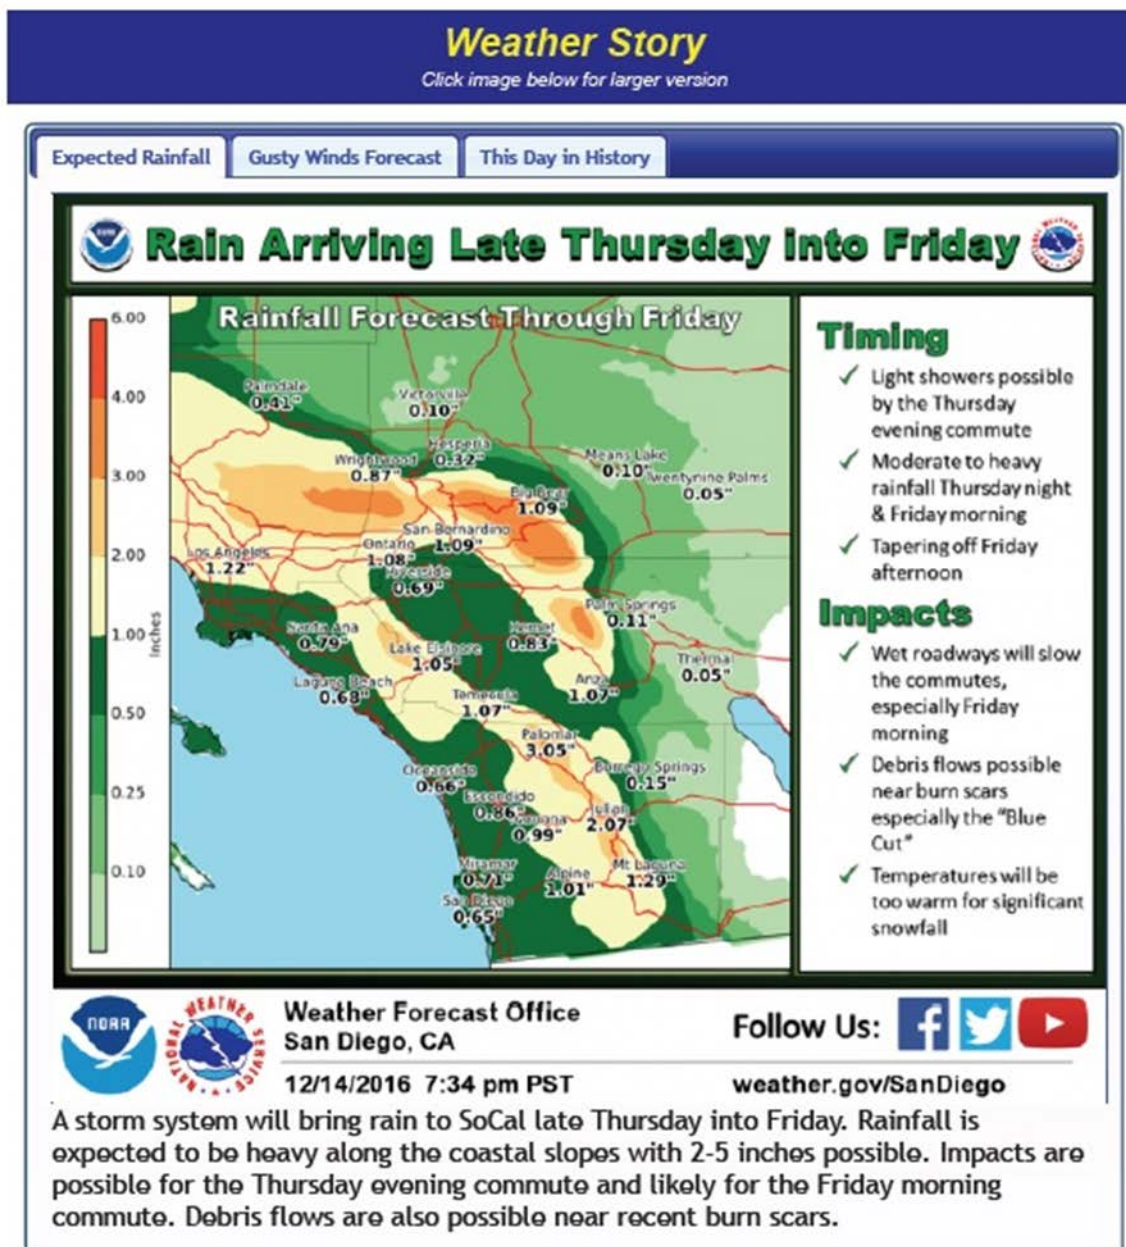 Weather Story
Click image below for larger version
Expected Rainfall
Gusty Winds Forecast
This Day in History
Rain Arriving Late Thursday into Friday
Rainfall Forecast Through Friday
6.00
4.00
3.00
2.00
1.00
0.50
0.25
0.10
Inches
Palmdale
0.41"
Victorville
0.10"
Hesperia
0.32"
Wrightwood
0.87"
Means Lake
0.10"
Twentynine Palms
0.05"
Big Bear
1.09"
San Bernardino
1.09"
Ontario
1.08"
Los Angeles
1.22"
Riverside
0.69"
Palm Springs
0.11"
Santa Ana
0.79"
Hemet
0.83"
Lake Elsinore
1.05"
Thermal
0.05"
Laguna Beach
0.68"
Anza
1.07"
Temecula
1.07"
Palomar
3.05"
Oceanside
0.66"
Borrego Springs
0.15"
Escondido
0.86"
Ramona
0.99"
Julian
2.07"
Miramar
0.71"
Alpine
1.01"
Mt Laguna
1.29"
San Diego
0.65"
Timing
✓ Light showers possible
by the Thursday
evening commute
✓ Moderate to heavy
rainfall Thursday night
& Friday morning
✓ Tapering off Friday
afternoon
Impacts
✓ Wet roadways will slow
the commutes,
especially Friday
morning
✓ Debris flows possible
near burn scars
especially the "Blue
Cut"
✓ Temperatures will be
too warm for significant
snowfall
NOAA
NATIONAL WEATHER SERVICE
Weather Forecast Office
San Diego, CA
12/14/2016 7:34 pm PST
Follow Us:
weather.gov/SanDiego
A storm system will bring rain to SoCal late Thursday into Friday. Rainfall is
expected to be heavy along the coastal slopes with 2-5 inches possible. Impacts are
possible for the Thursday evening commute and likely for the Friday morning
commute. Debris flows are also possible near recent burn scars.